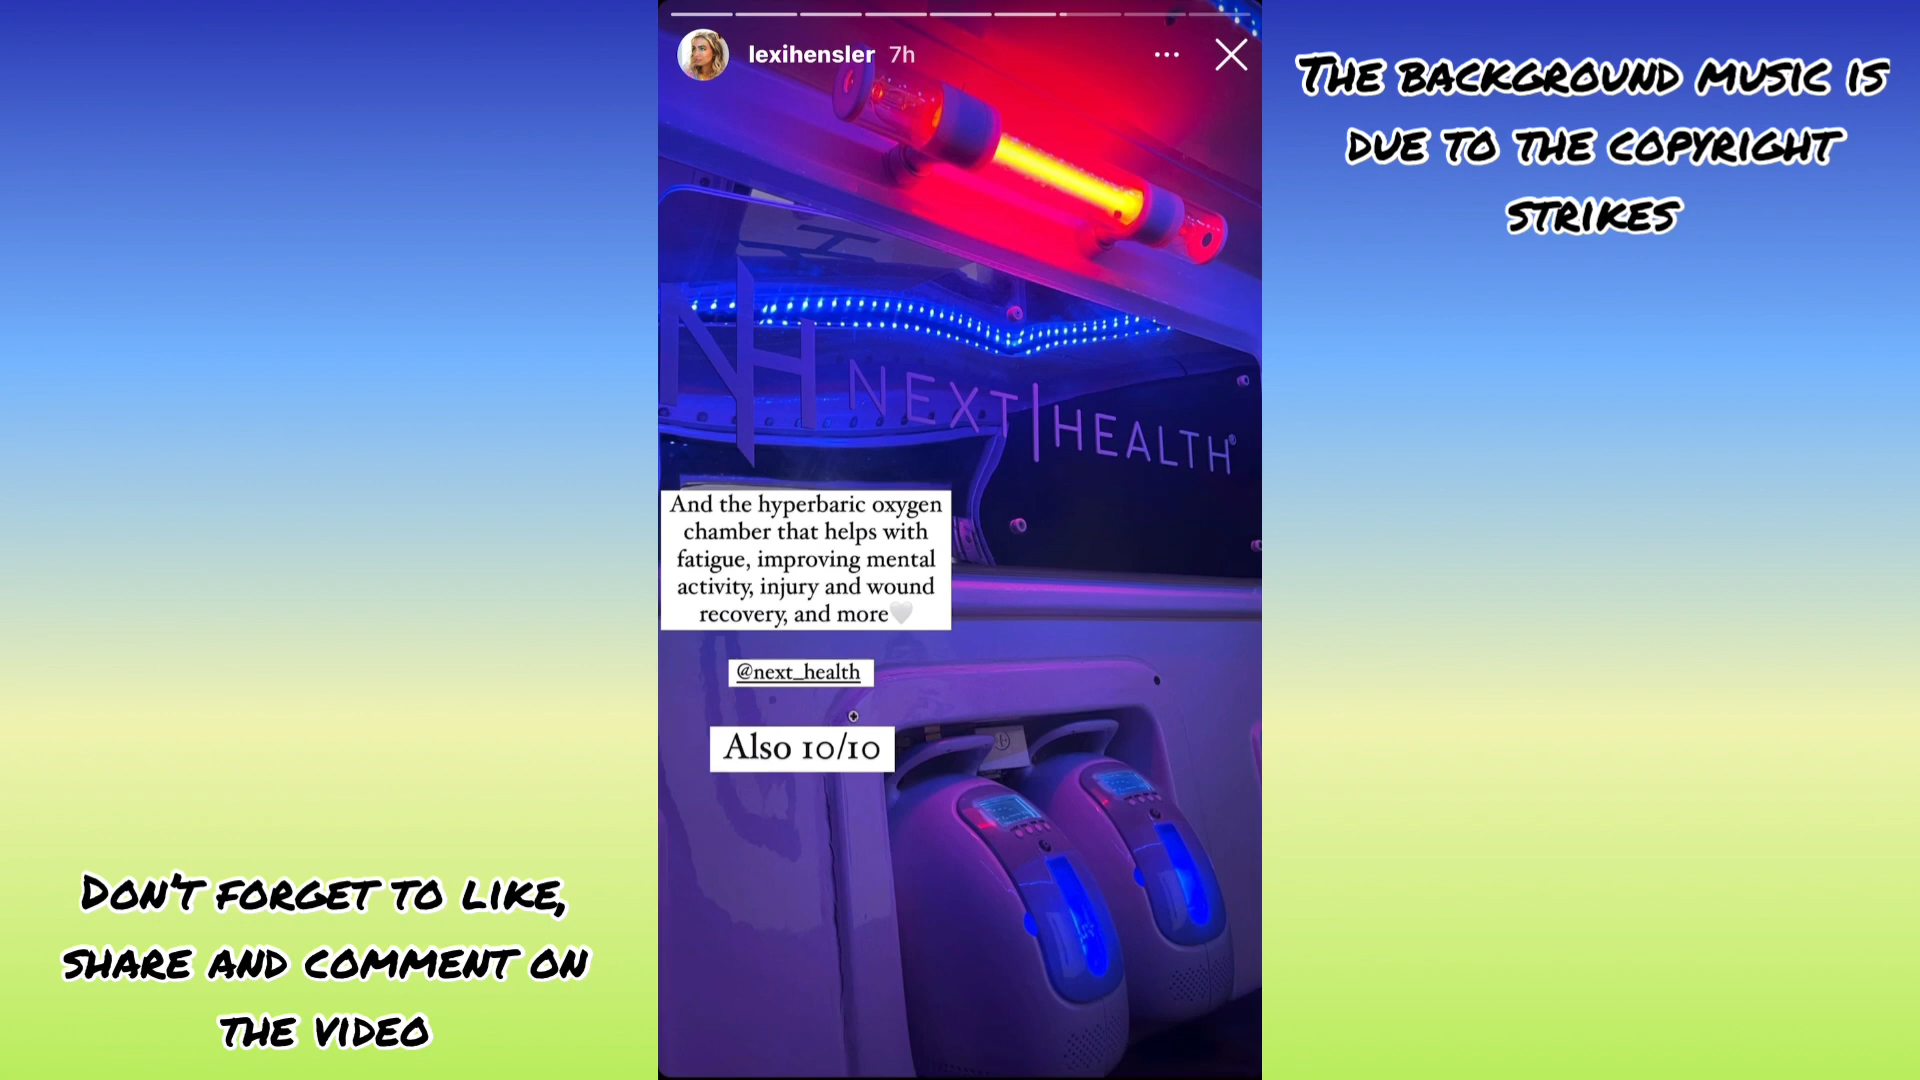 lexihensler 7h
THE BACKGROUND MUSIC IS
DUE TO THE COPYRIGHT
STRIKES
NH NEXT|HEALTH®
And the hyperbaric oxygen
chamber that helps with
fatigue, improving mental
activity, injury and wound
recovery, and more🤍
@next_health
Also 10/10
DON'T FORGET TO LIKE,
SHARE AND COMMENT ON
THE VIDEO